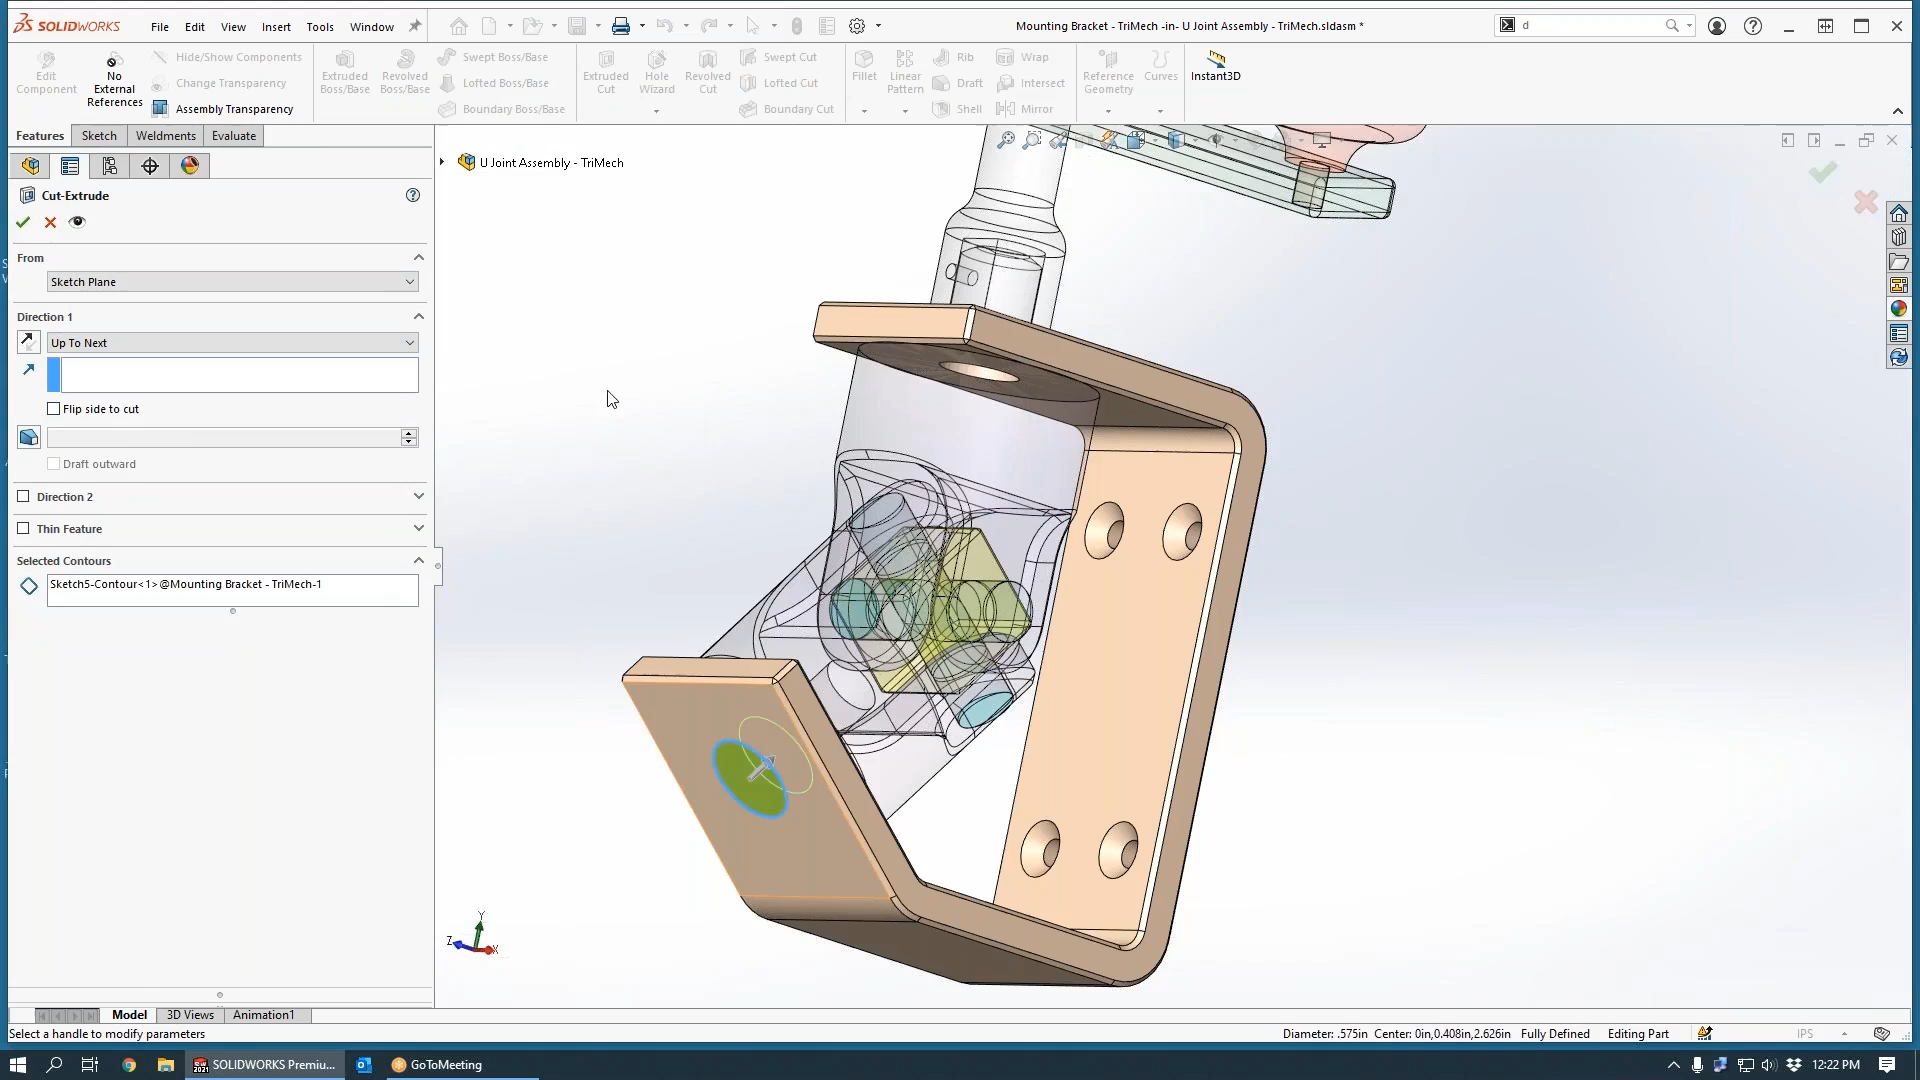 SOLIDWORKS File Edit View Insert Tools Window Mounting Bracket - TriMech -in- U Joint Assembly - TriMech.sldasm * d
Edit Component
No External References
Hide/Show Components
Change Transparency
Assembly Transparency
Extruded Boss/Base
Revolved Boss/Base
Swept Boss/Base
Lofted Boss/Base
Boundary Boss/Base
Extruded Cut
Hole Wizard
Revolved Cut
Swept Cut
Lofted Cut
Boundary Cut
Fillet
Linear Pattern
Rib
Draft
Shell
Wrap
Intersect
Mirror
Reference Geometry
Curves
Instant3D
Features Sketch Weldments Evaluate
U Joint Assembly - TriMech
Cut-Extrude
From
Sketch Plane
Direction 1
Up To Next
Flip side to cut
Draft outward
Direction 2
Thin Feature
Selected Contours
Sketch5-Contour<1>@Mounting Bracket - TriMech-1
Y
Z X
Model 3D Views Animation1
Select a handle to modify parameters Diameter: .575in Center: 0in,0.408in,2.626in Fully Defined Editing Part IPS
SOLIDWORKS Premiu... GoToMeeting 12:22 PM